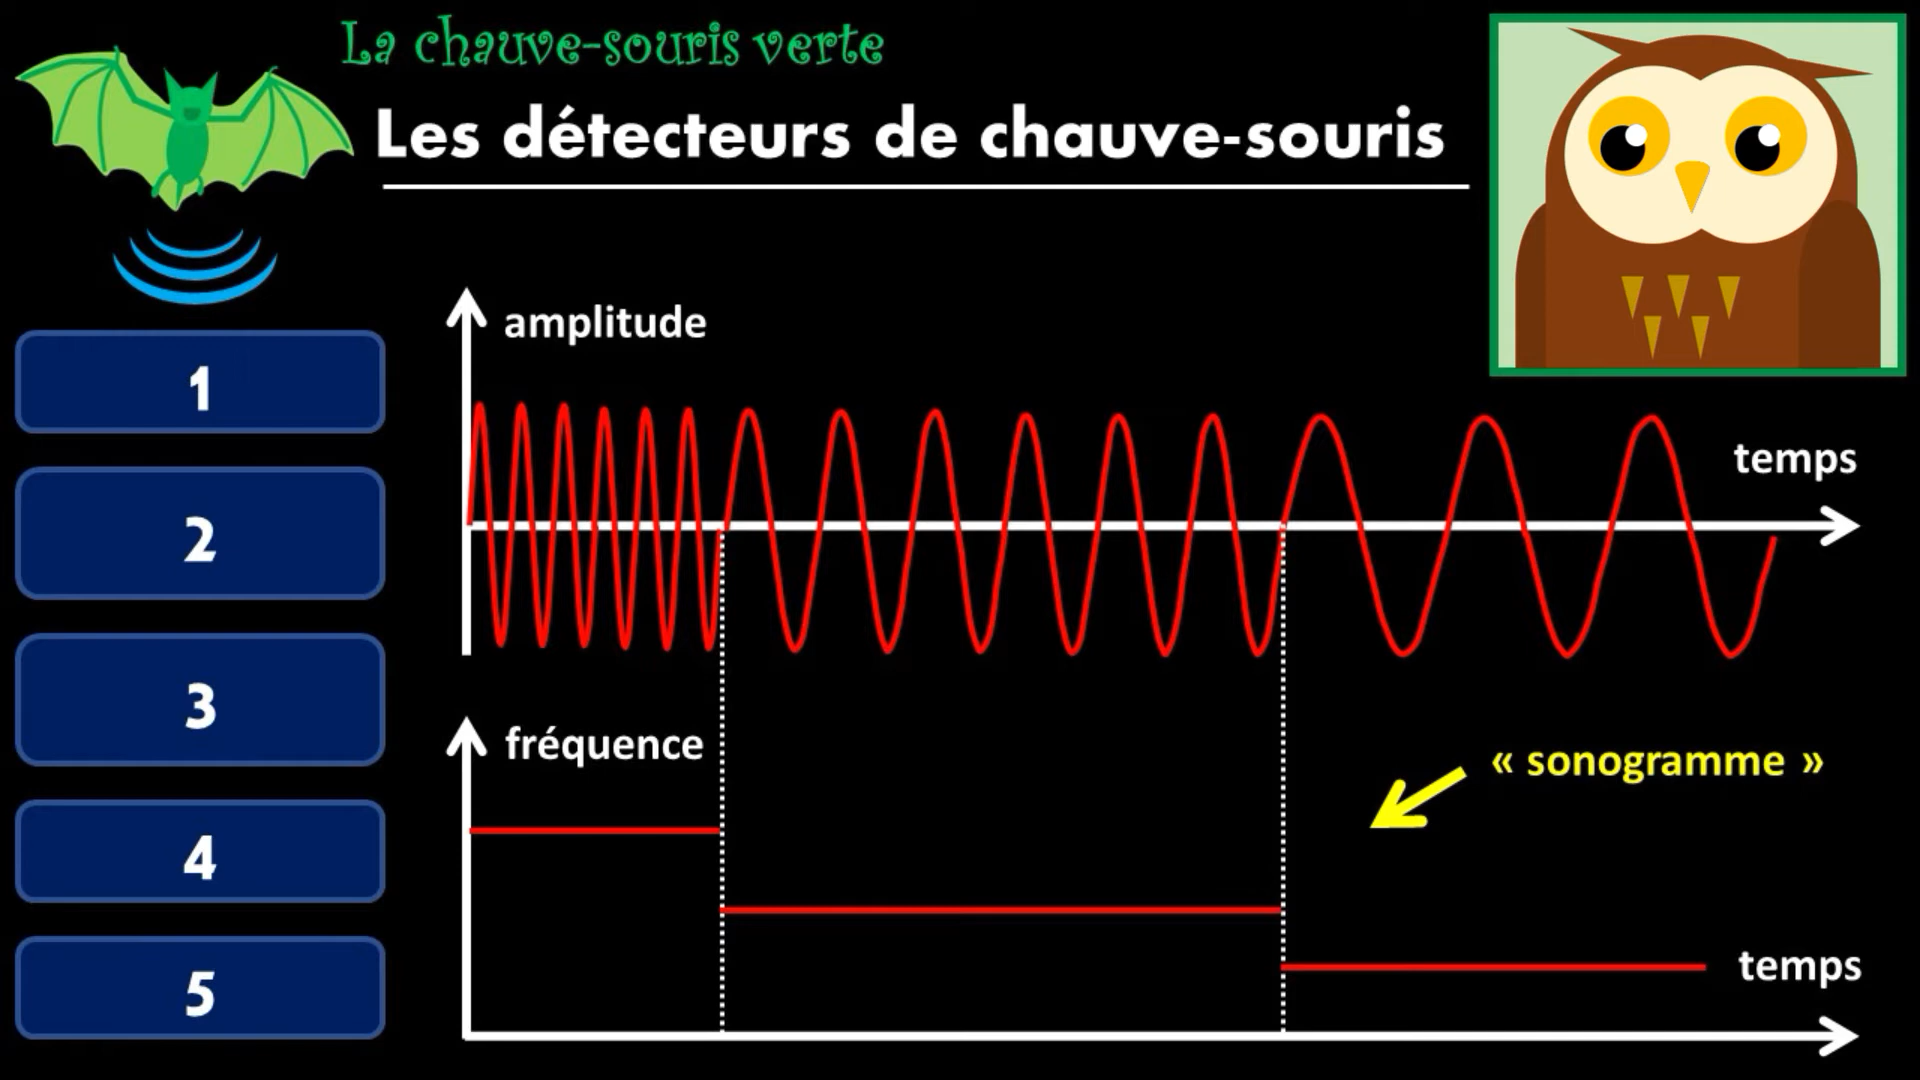 La chauve-souris verte
Les détecteurs de chauve-souris
amplitude
temps
1
2
3
4
5
fréquence
« sonogramme »
temps